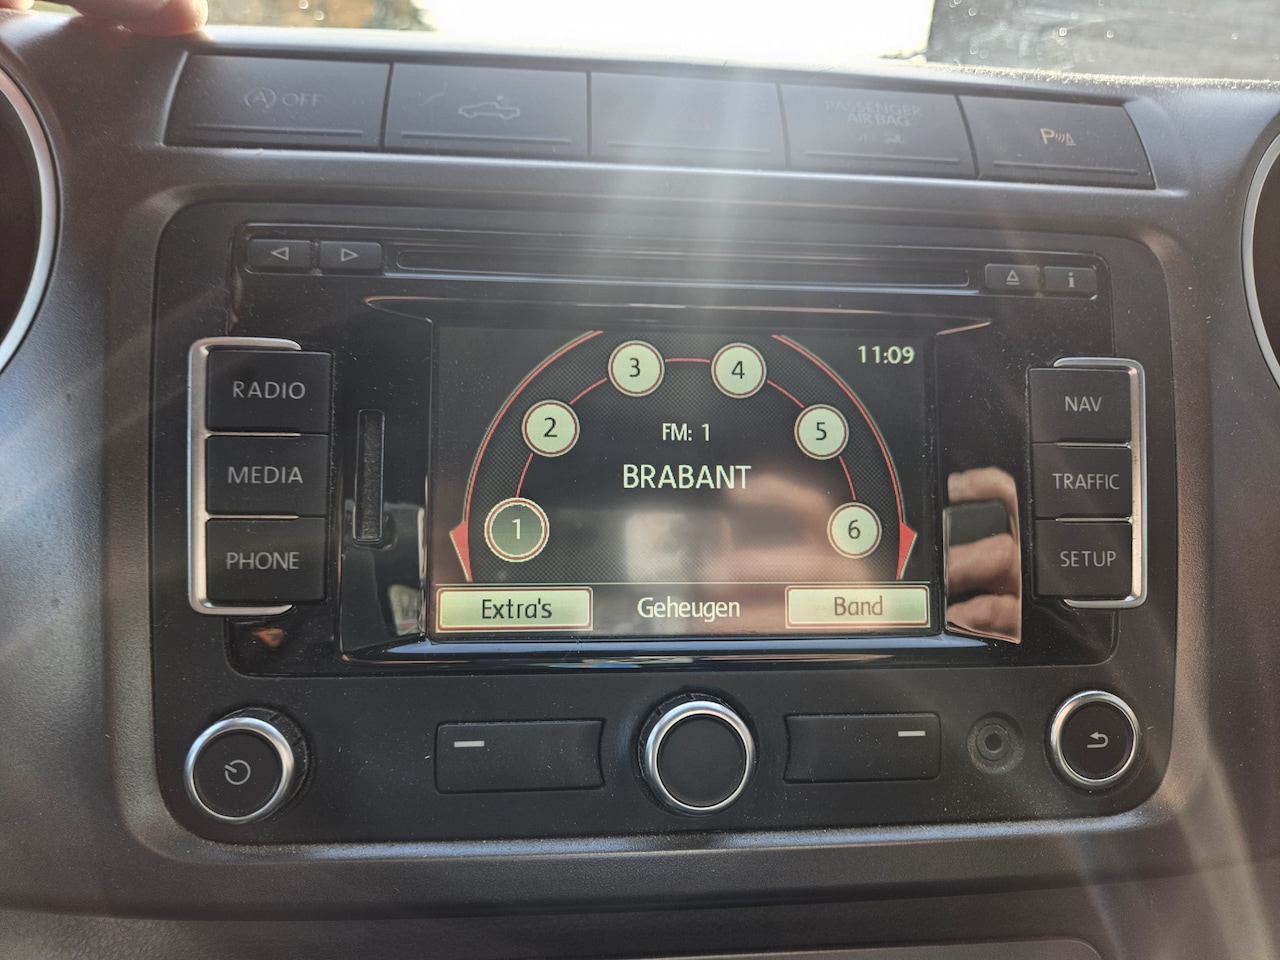 (A) OFF
PASSENGER
AIR BAG
OFF
P
i
RADIO
MEDIA
PHONE
3
4
11:09
2
5
FM: 1
BRABANT
1
6
Extra's
Geheugen
Band
NAV
TRAFFIC
SETUP